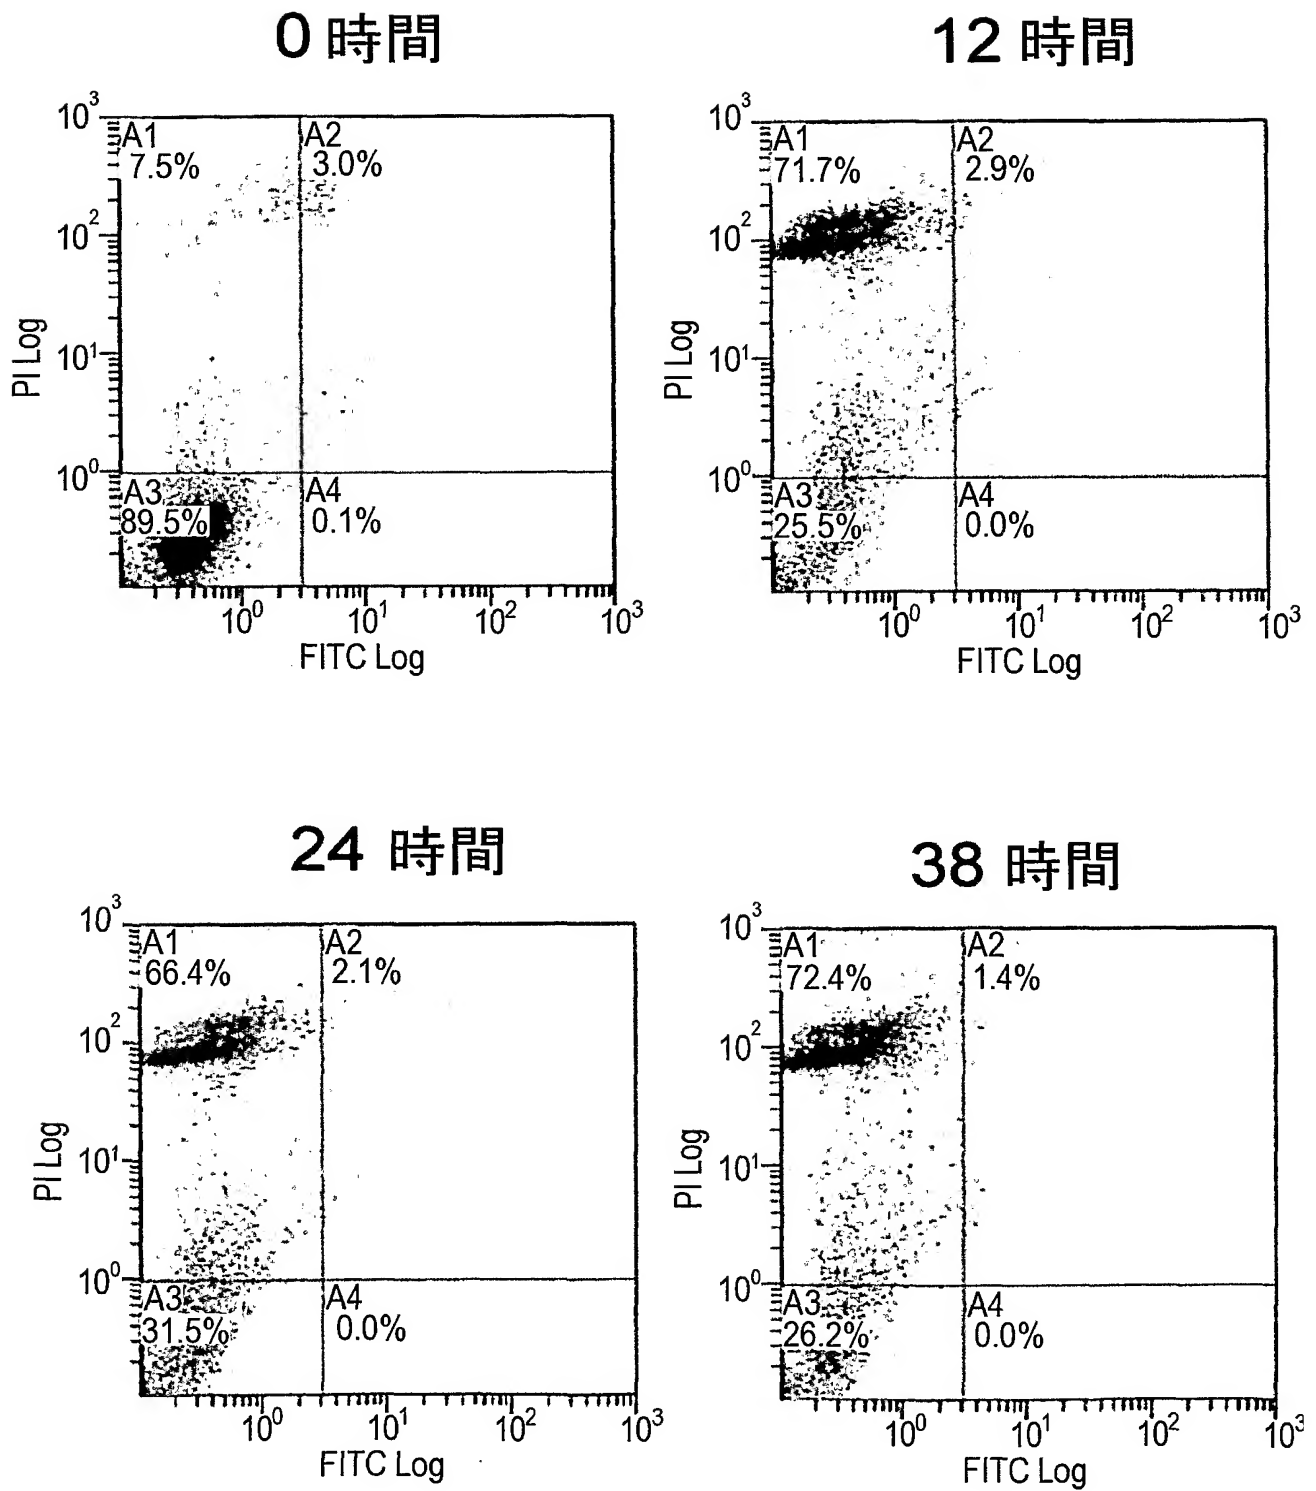 0 時間
10³
A1
7.5%
A2
3.0%
10²
PI Log
10¹
10⁰
A3
89.5%
A4
0.1%
10⁰ 10¹ 10² 10³
FITC Log
12 時間
10³
A1
71.7%
A2
2.9%
10²
PI Log
10¹
10⁰
A3
25.5%
A4
0.0%
10⁰ 10¹ 10² 10³
FITC Log
24 時間
10³
A1
66.4%
A2
2.1%
10²
PI Log
10¹
10⁰
A3
31.5%
A4
0.0%
10⁰ 10¹ 10² 10³
FITC Log
38 時間
10³
A1
72.4%
A2
1.4%
10²
PI Log
10¹
10⁰
A3
26.2%
A4
0.0%
10⁰ 10¹ 10² 10³
FITC Log